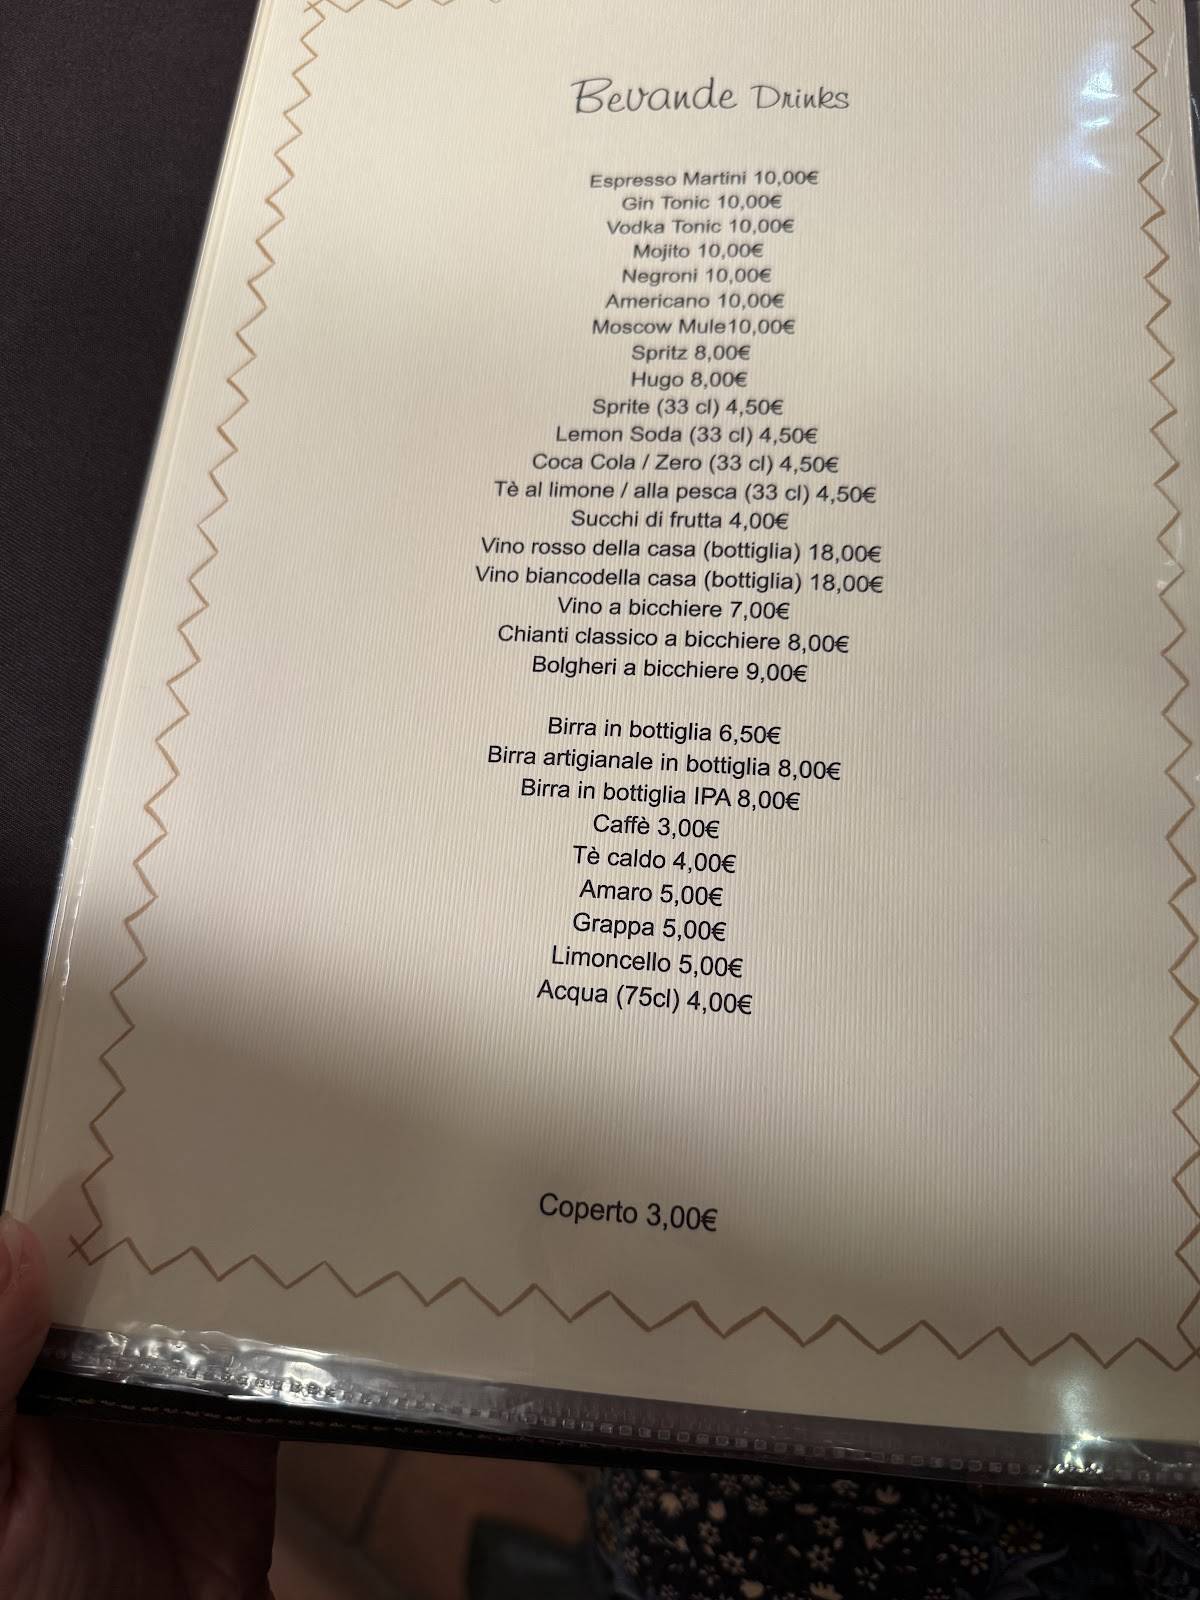 Bevande Drinks
Espresso Martini 10,00€
Gin Tonic 10,00€
Vodka Tonic 10,00€
Mojito 10,00€
Negroni 10,00€
Americano 10,00€
Moscow Mule10,00€
Spritz 8,00€
Hugo 8,00€
Sprite (33 cl) 4,50€
Lemon Soda (33 cl) 4,50€
Coca Cola / Zero (33 cl) 4,50€
Tè al limone / alla pesca (33 cl) 4,50€
Succhi di frutta 4,00€
Vino rosso della casa (bottiglia) 18,00€
Vino biancodella casa (bottiglia) 18,00€
Vino a bicchiere 7,00€
Chianti classico a bicchiere 8,00€
Bolgheri a bicchiere 9,00€
Birra in bottiglia 6,50€
Birra artigianale in bottiglia 8,00€
Birra in bottiglia IPA 8,00€
Caffè 3,00€
Tè caldo 4,00€
Amaro 5,00€
Grappa 5,00€
Limoncello 5,00€
Acqua (75cl) 4,00€
Coperto 3,00€